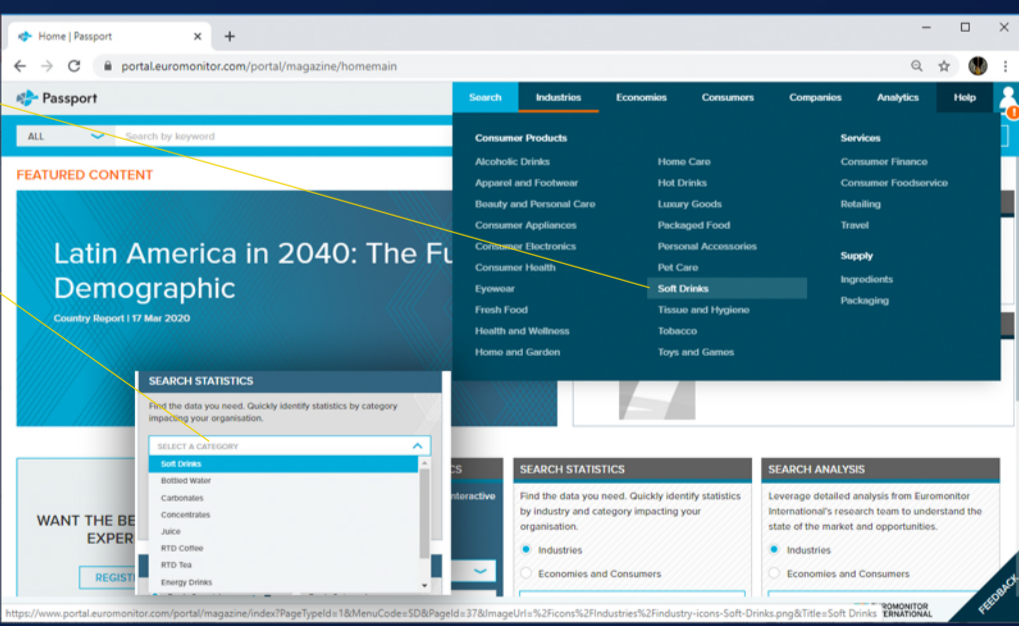 Home | Passport
portal.euromonitor.com/portal/magazine/homemain
Passport
Search Industries Economies Consumers Companies Analytics Help
ALL
Search by keyword
FEATURED CONTENT
Latin America in 2040: The Fu
Demographic
Country Report | 17 Mar 2020
Consumer Products
Alcoholic Drinks
Apparel and Footwear
Beauty and Personal Care
Consumer Appliances
Consumer Electronics
Consumer Health
Eyewear
Fresh Food
Health and Wellness
Home and Garden
Home Care
Hot Drinks
Luxury Goods
Packaged Food
Personal Accessories
Pet Care
Soft Drinks
Tissue and Hygiene
Tobacco
Toys and Games
Services
Consumer Finance
Consumer Foodservice
Retailing
Travel
Supply
Ingredients
Packaging
SEARCH STATISTICS
Find the data you need. Quickly identify statistics by category
impacting your organisation.
SELECT A CATEGORY
Soft Drinks
Bottled Water
Carbonates
Concentrates
Juice
RTD Coffee
RTD Tea
Energy Drinks
WANT THE BE
EXPER
REGIST
CS
nteractive
SEARCH STATISTICS
Find the data you need. Quickly identify statistics
by industry and category impacting your
organisation.
Industries
Economies and Consumers
SEARCH ANALYSIS
Leverage detailed analysis from Euromonitor
International's research team to understand the
state of the market and opportunities.
Industries
Economies and Consumers
FEEDBACK
https://www.portal.euromonitor.com/portal/magazine/index?PageTypeId=1&MenuCode=SD&PageId=37&ImageUrl=%2Ficons%2FIndustries%2Findustry-icons-Soft-Drinks.png&Title=Soft Drinks
ROMONITOR
TERNATIONAL